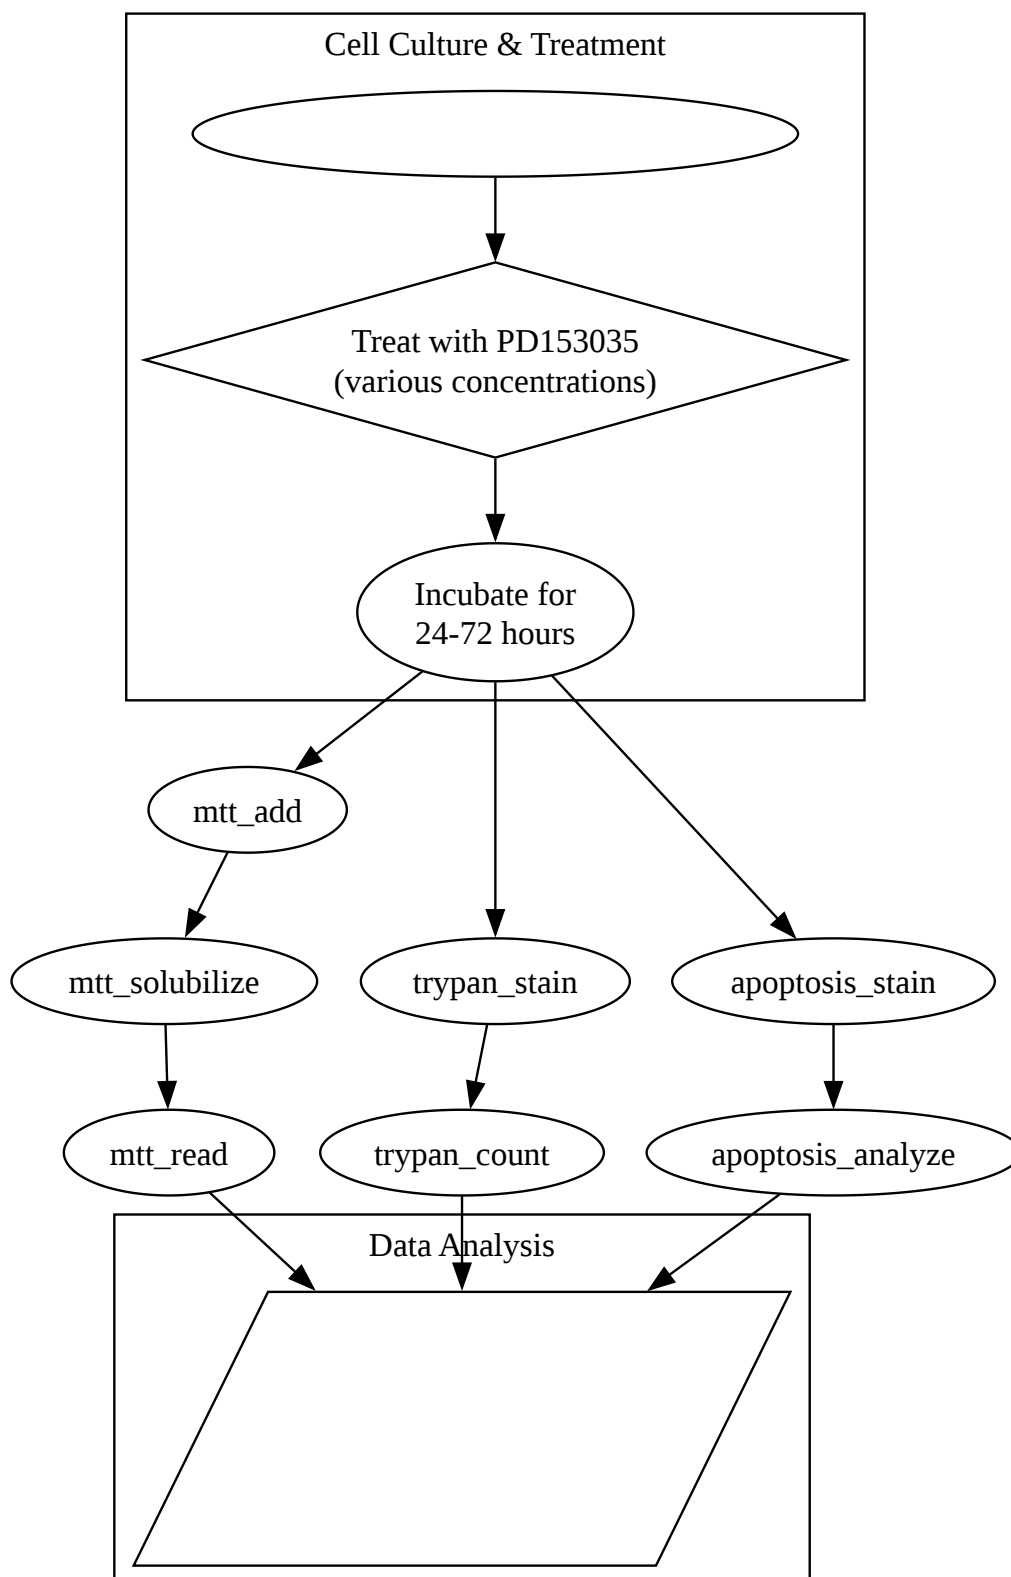 Cell Culture & Treatment
Treat with PD153035
(various concentrations)
Incubate for
24-72 hours
mtt_add
mtt_solubilize
trypan_stain
apoptosis_stain
mtt_read
trypan_count
apoptosis_analyze
Data Analysis